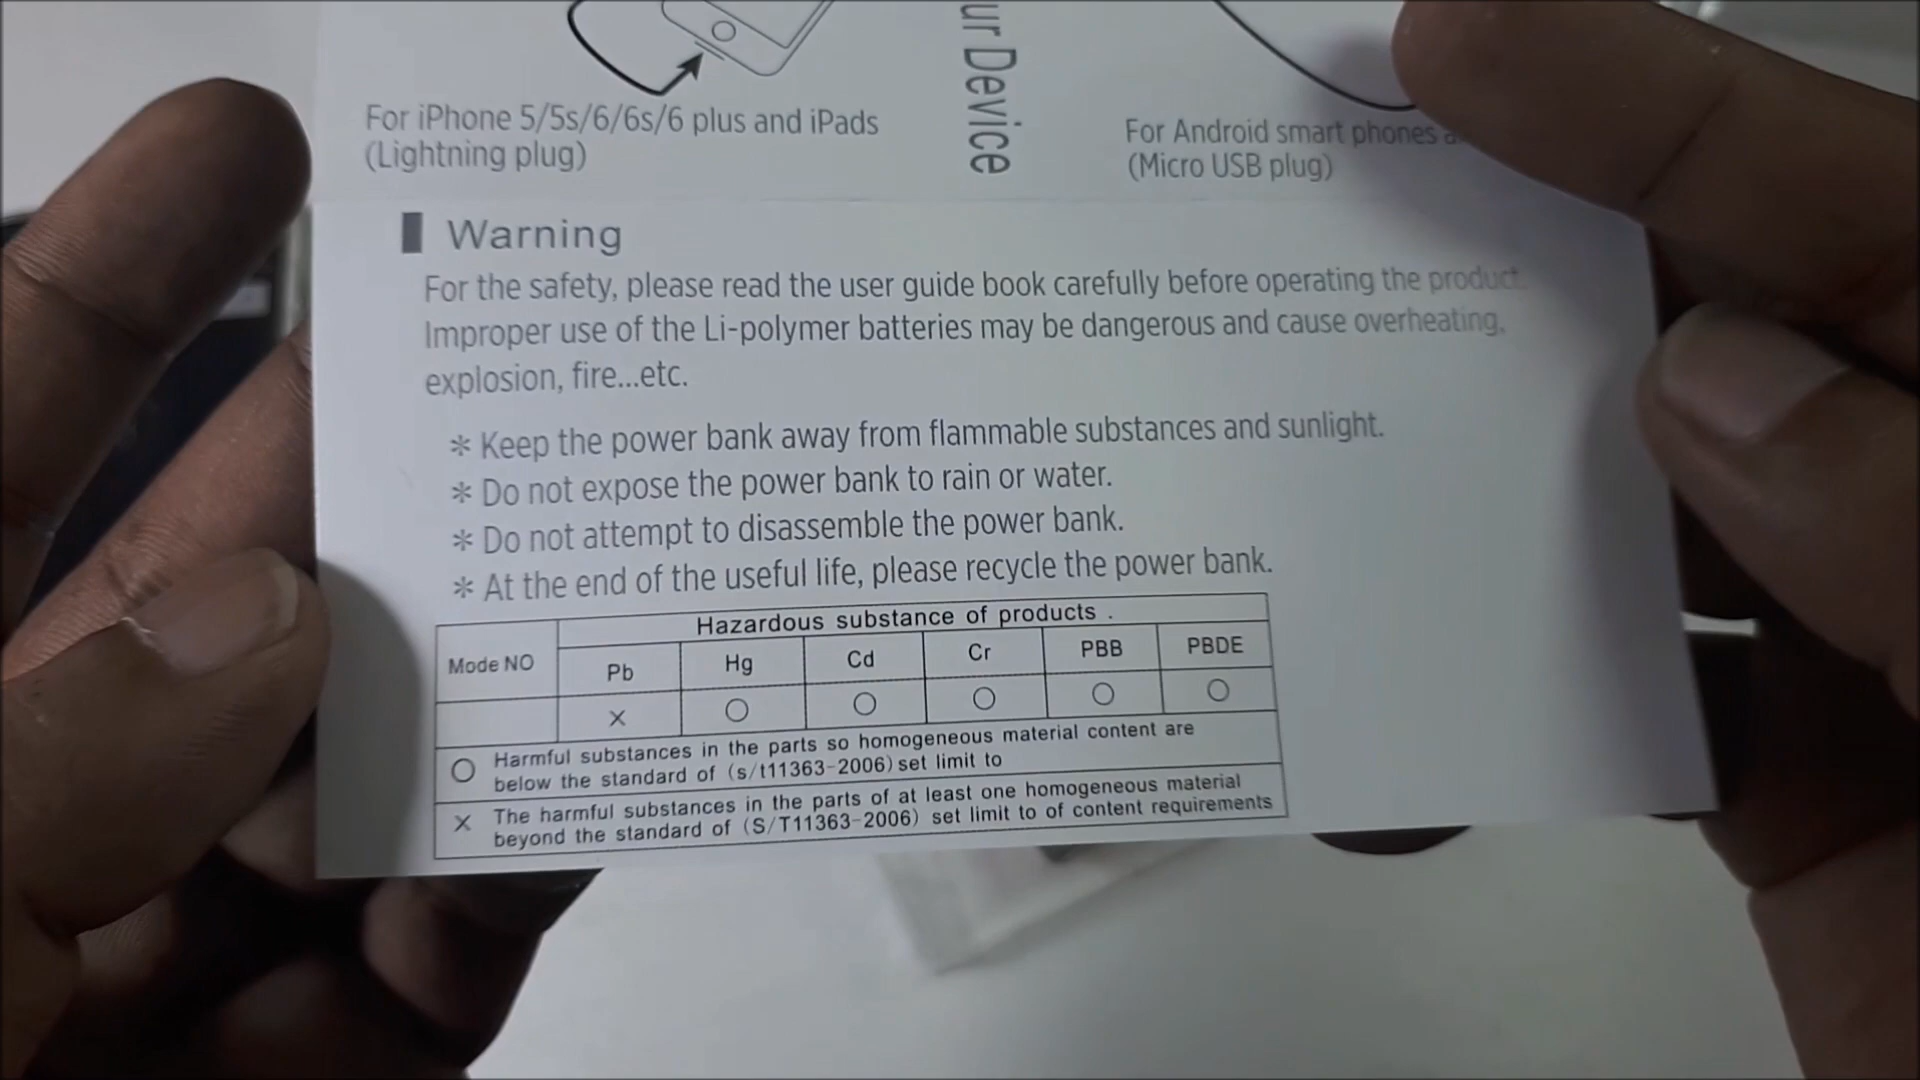 ur Device
For iPhone 5/5s/6/6s/6 plus and iPads
(Lightning plug)
For Android smart phones
(Micro USB plug)
Warning
For the safety, please read the user guide book carefully before operating the product.
Improper use of the Li-polymer batteries may be dangerous and cause overheating,
explosion, fire...etc.
* Keep the power bank away from flammable substances and sunlight.
* Do not expose the power bank to rain or water.
* Do not attempt to disassemble the power bank.
* At the end of the useful life, please recycle the power bank.
Hazardous substance of products .
Mode NO Pb Hg Cd Cr PBB PBDE
X ○ ○ ○ ○ ○
○ Harmful substances in the parts so homogeneous material content are
below the standard of (s/t11363-2006) set limit to
X The harmful substances in the parts of at least one homogeneous material
beyond the standard of (S/T11363-2006) set limit to of content requirements